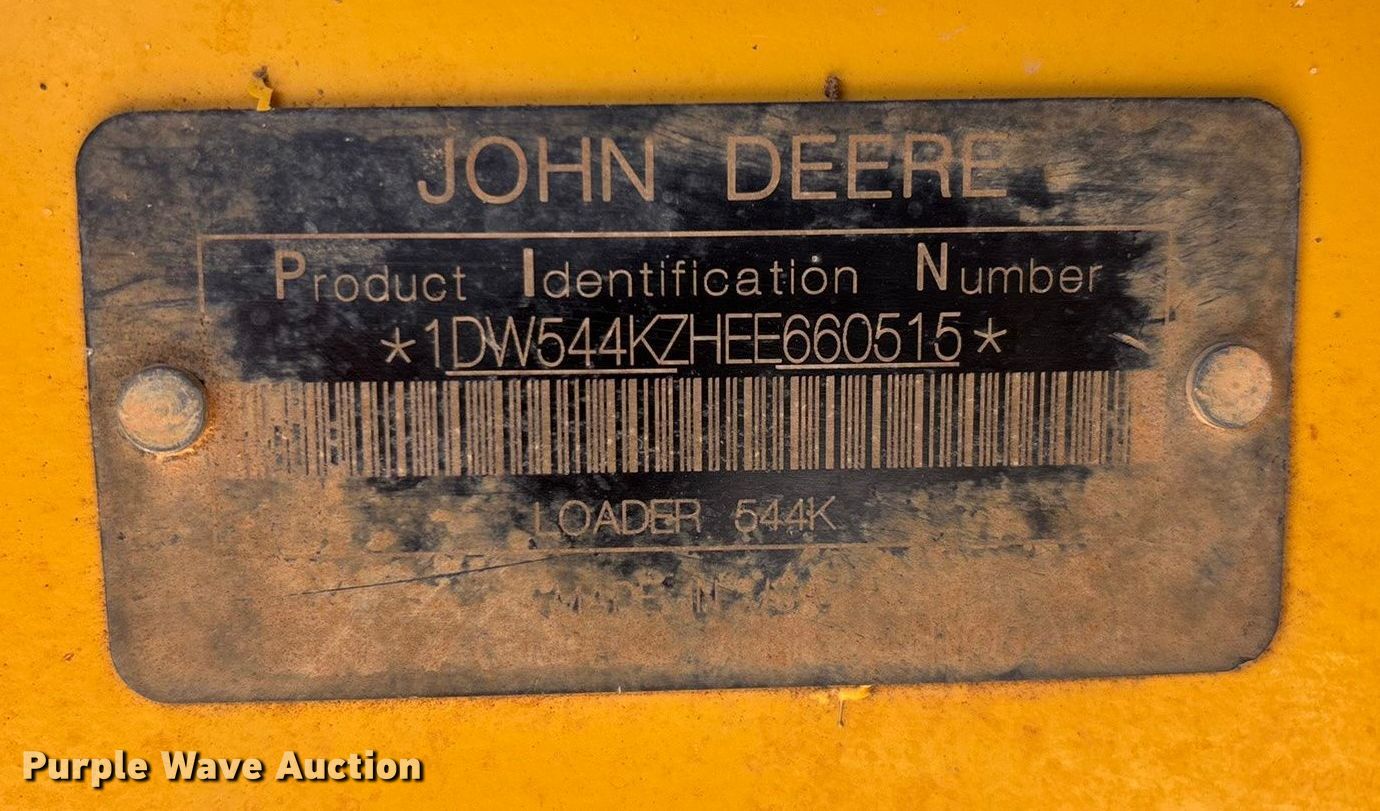 JOHN DEERE
Product Identification Number
*1DW544KZHEE660515*
LOADER 544K
Purple Wave Auction